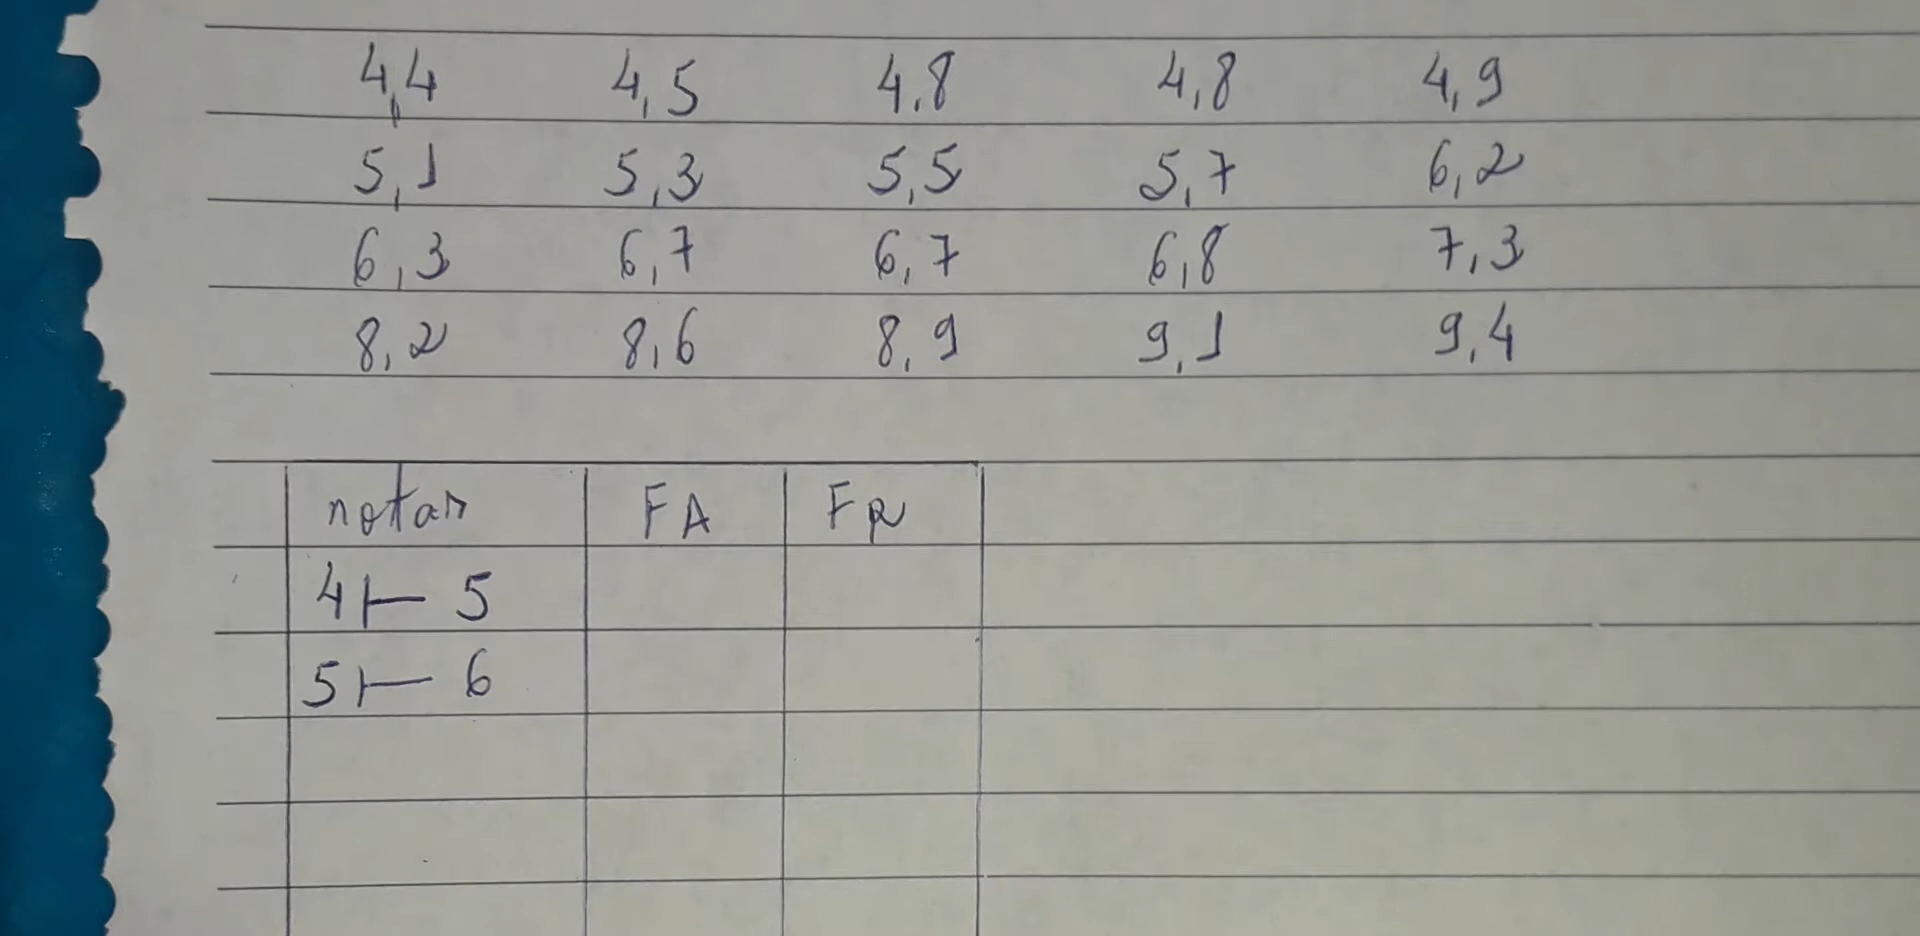 4,4 4,5 4,8 4,8 4,9
5,1 5,3 5,5 5,7 6,2
6,3 6,7 6,7 6,8 7,3
8,2 8,6 8,9 9,1 9,4
notas FA FR
4 ⊢ 5
5 ⊢ 6